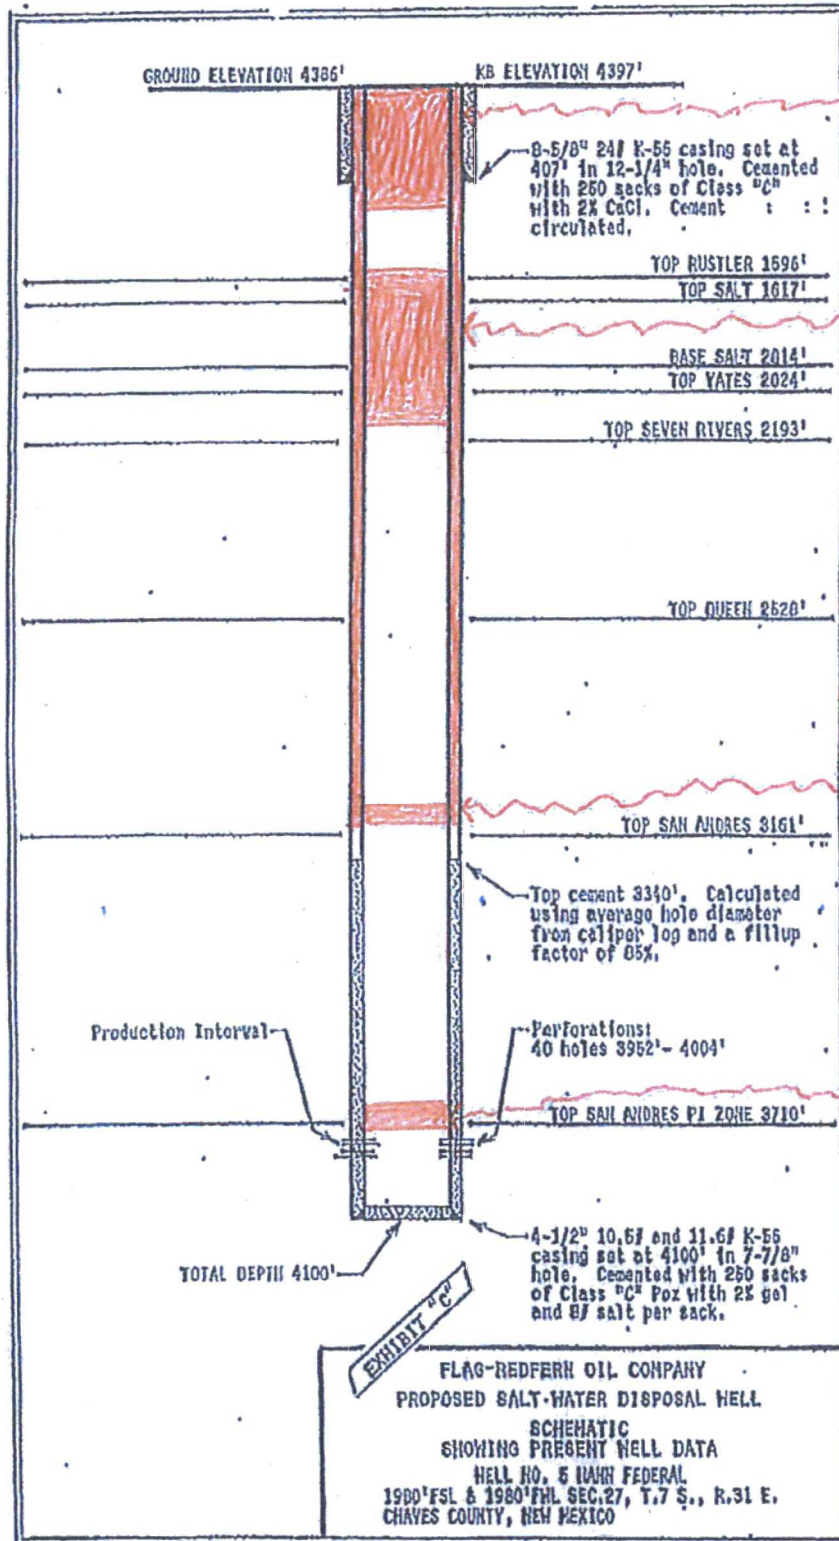 GROUND ELEVATION 4386'
KB ELEVATION 4397'
8-5/8" 24# K-55 casing set at
407' in 12-1/4" hole. Cemented
with 250 sacks of Class "C"
with 2% CaCl. Cement
circulated.
TOP RUSTLER 1596'
TOP SALT 1617'
BASE SALT 2014'
TOP YATES 2024'
TOP SEVEN RIVERS 2193'
TOP QUEEN 2628'
TOP SAN ANDRES 3161'
Top cement 3340'. Calculated
using average hole diameter
from caliper log and a fillup
factor of 85%.
Production Interval
Perforations:
40 holes 3952'- 4004'
TOP SAN ANDRES PI ZONE 3710'
4-1/2" 10.5# and 11.6# K-55
casing set at 4100' in 7-7/8"
hole. Cemented with 250 sacks
of Class "C" Poz with 2% gel
and 8# salt per sack.
TOTAL DEPTH 4100'
EXHIBIT "C"
FLAG-REDFERN OIL COMPANY
PROPOSED SALT-WATER DISPOSAL WELL
SCHEMATIC
SHOWING PRESENT WELL DATA
WELL NO. 5 FEDERAL
1980'FSL & 1980'FWL SEC.27, T.7 S., R.31 E.
CHAVES COUNTY, NEW MEXICO